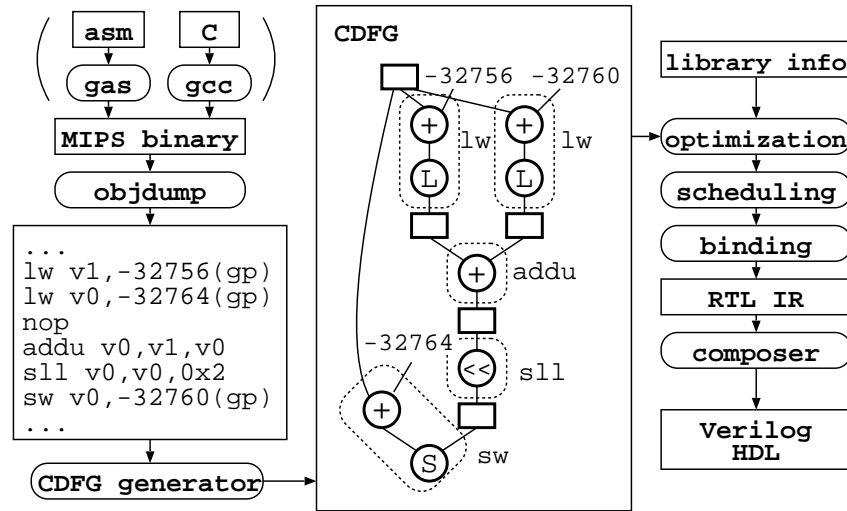 asm
C
gas
gcc
MIPS binary
objdump
...
lw v1,-32756(gp)
lw v0,-32764(gp)
nop
addu v0,v1,v0
sll v0,v0,0x2
sw v0,-32760(gp)
...
CDFG generator
CDFG
-32756
-32760
+
+
lw
lw
L
L
+
addu
-32764
<<
sll
+
S
sw
library info
optimization
scheduling
binding
RTL IR
composer
Verilog
HDL